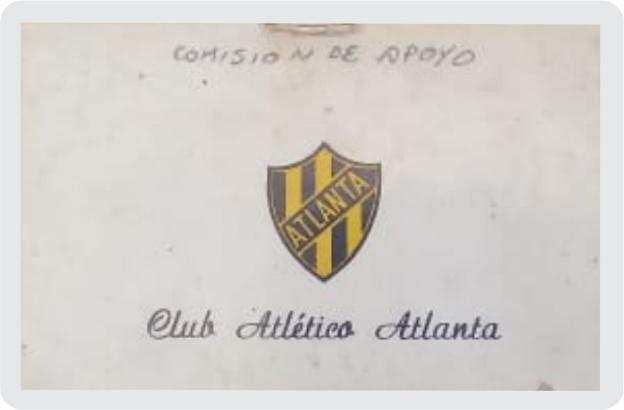 COMISION DE APOYO
ATLANTA
Club Atlético Atlanta